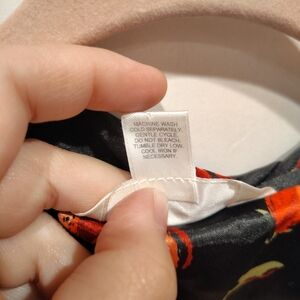 MACHINE WASH
COLD SEPARATELY.
GENTLE CYCLE.
DO NOT BLEACH.
TUMBLE DRY LOW.
COOL IRON IF
NECESSARY.